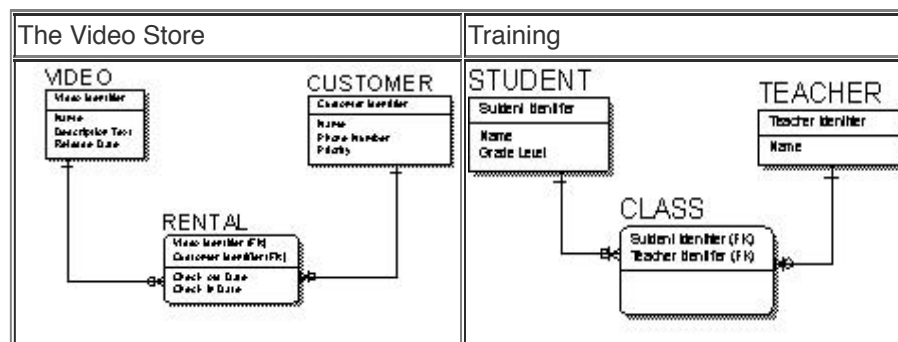 The Video Store
Training
VIDEO
Video Identifier
Name
Description Text
Release Date
CUSTOMER
Customer Identifier
Name
Phone Number
Priority
RENTAL
Video Identifier (FK)
Customer Identifier (FK)
Check out Date
Check in Date
STUDENT
Student Identifier
Name
Grade Level
TEACHER
Teacher Identifier
Name
CLASS
Student Identifier (FK)
Teacher Identifier (FK)